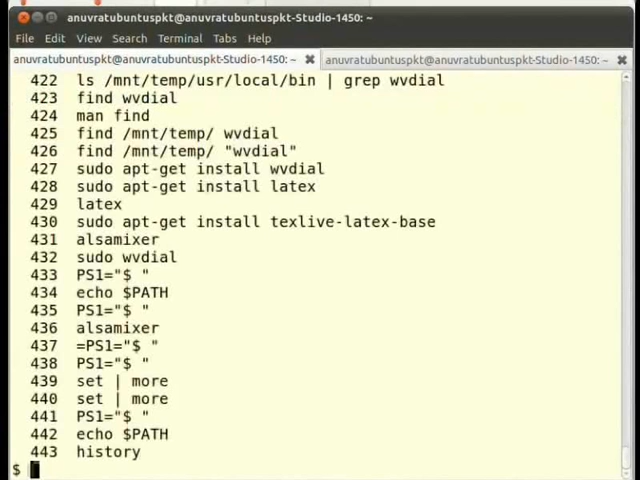 anuvratubuntuspkt@anuvratubuntuspkt-Studio-1450: ~
File Edit View Search Terminal Tabs Help
anuvratubuntuspkt@anuvratubuntuspkt-Studio-1450: ~ anuvratubuntuspkt@anuvratubuntuspkt-Studio-1450: ~
422 ls /mnt/temp/usr/local/bin | grep wvdial
423 find wvdial
424 man find
425 find /mnt/temp/ wvdial
426 find /mnt/temp/ "wvdial"
427 sudo apt-get install wvdial
428 sudo apt-get install latex
429 latex
430 sudo apt-get install texlive-latex-base
431 alsamixer
432 sudo wvdial
433 PS1="$ "
434 echo $PATH
435 PS1="$ "
436 alsamixer
437 =PS1="$ "
438 PS1="$ "
439 set | more
440 set | more
441 PS1="$ "
442 echo $PATH
443 history
$